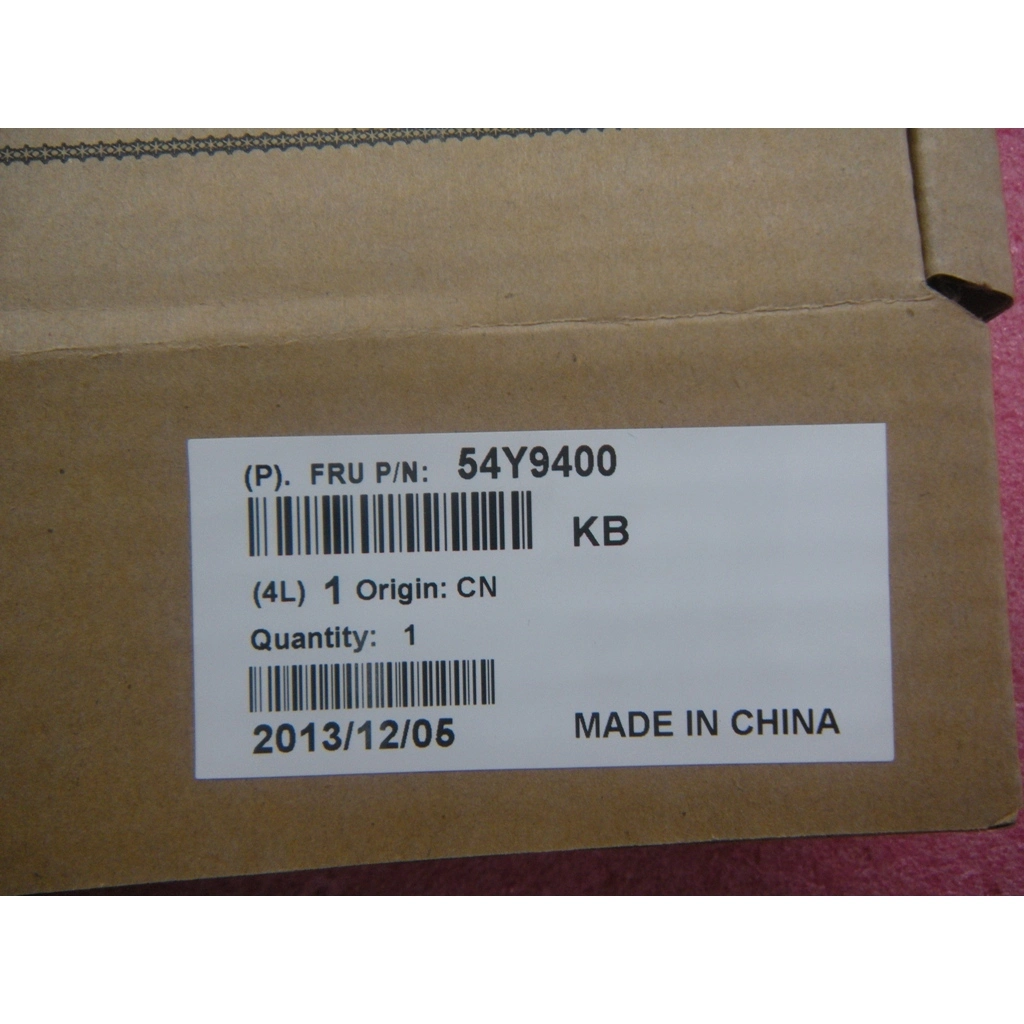 (P). FRU P/N: 54Y9400
KB
(4L) 1 Origin: CN
Quantity: 1
2013/12/05
MADE IN CHINA